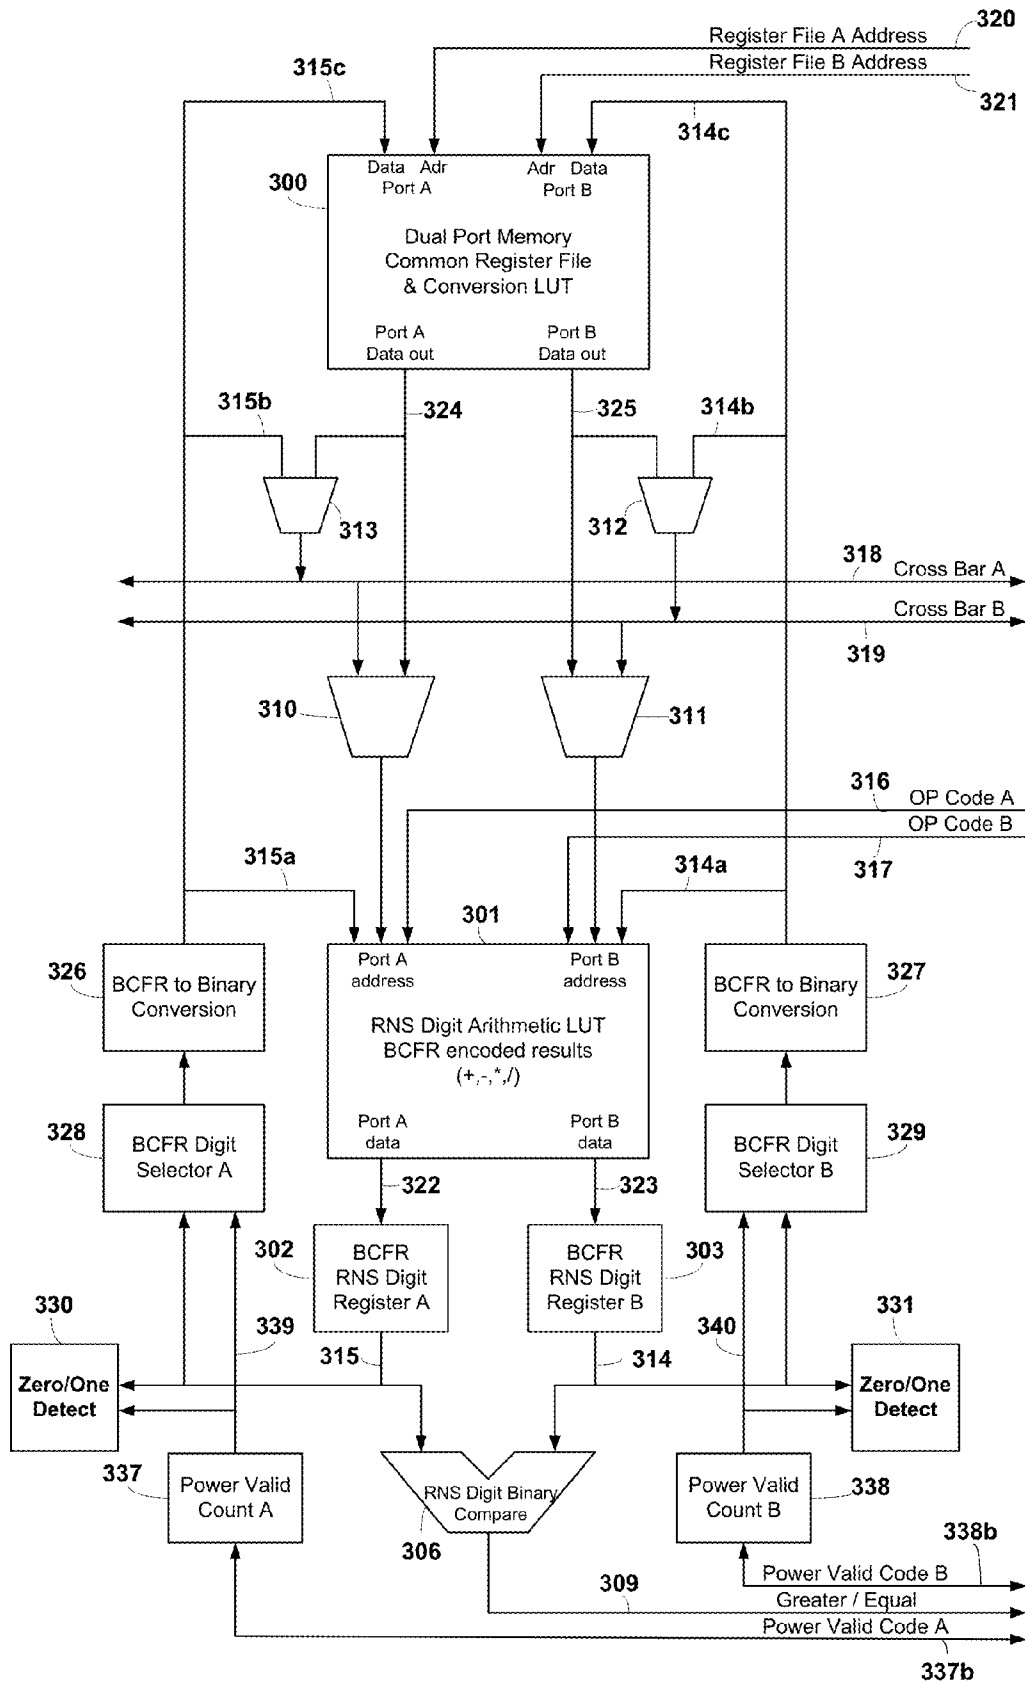 320
Register File A Address
Register File B Address
321
315c
314c
300
Data Adr
Port A
Adr Data
Port B
Dual Port Memory
Common Register File
& Conversion LUT
Port A
Data out
Port B
Data out
315b
324
325
314b
313
312
318
Cross Bar A
Cross Bar B
319
310
311
316
OP Code A
OP Code B
317
315a
314a
301
326
BCFR to Binary
Conversion
Port A
address
Port B
address
RNS Digit Arithmetic LUT
BCFR encoded results
(+,-,*,/)
Port A
data
Port B
data
BCFR to Binary
Conversion
327
328
BCFR Digit
Selector A
BCFR Digit
Selector B
329
322
323
302
BCFR
RNS Digit
Register A
BCFR
RNS Digit
Register B
303
330
339
315
314
340
331
Zero/One
Detect
Zero/One
Detect
337
Power Valid
Count A
RNS Digit Binary
Compare
306
Power Valid
Count B
338
338b
Power Valid Code B
309
Greater / Equal
Power Valid Code A
337b